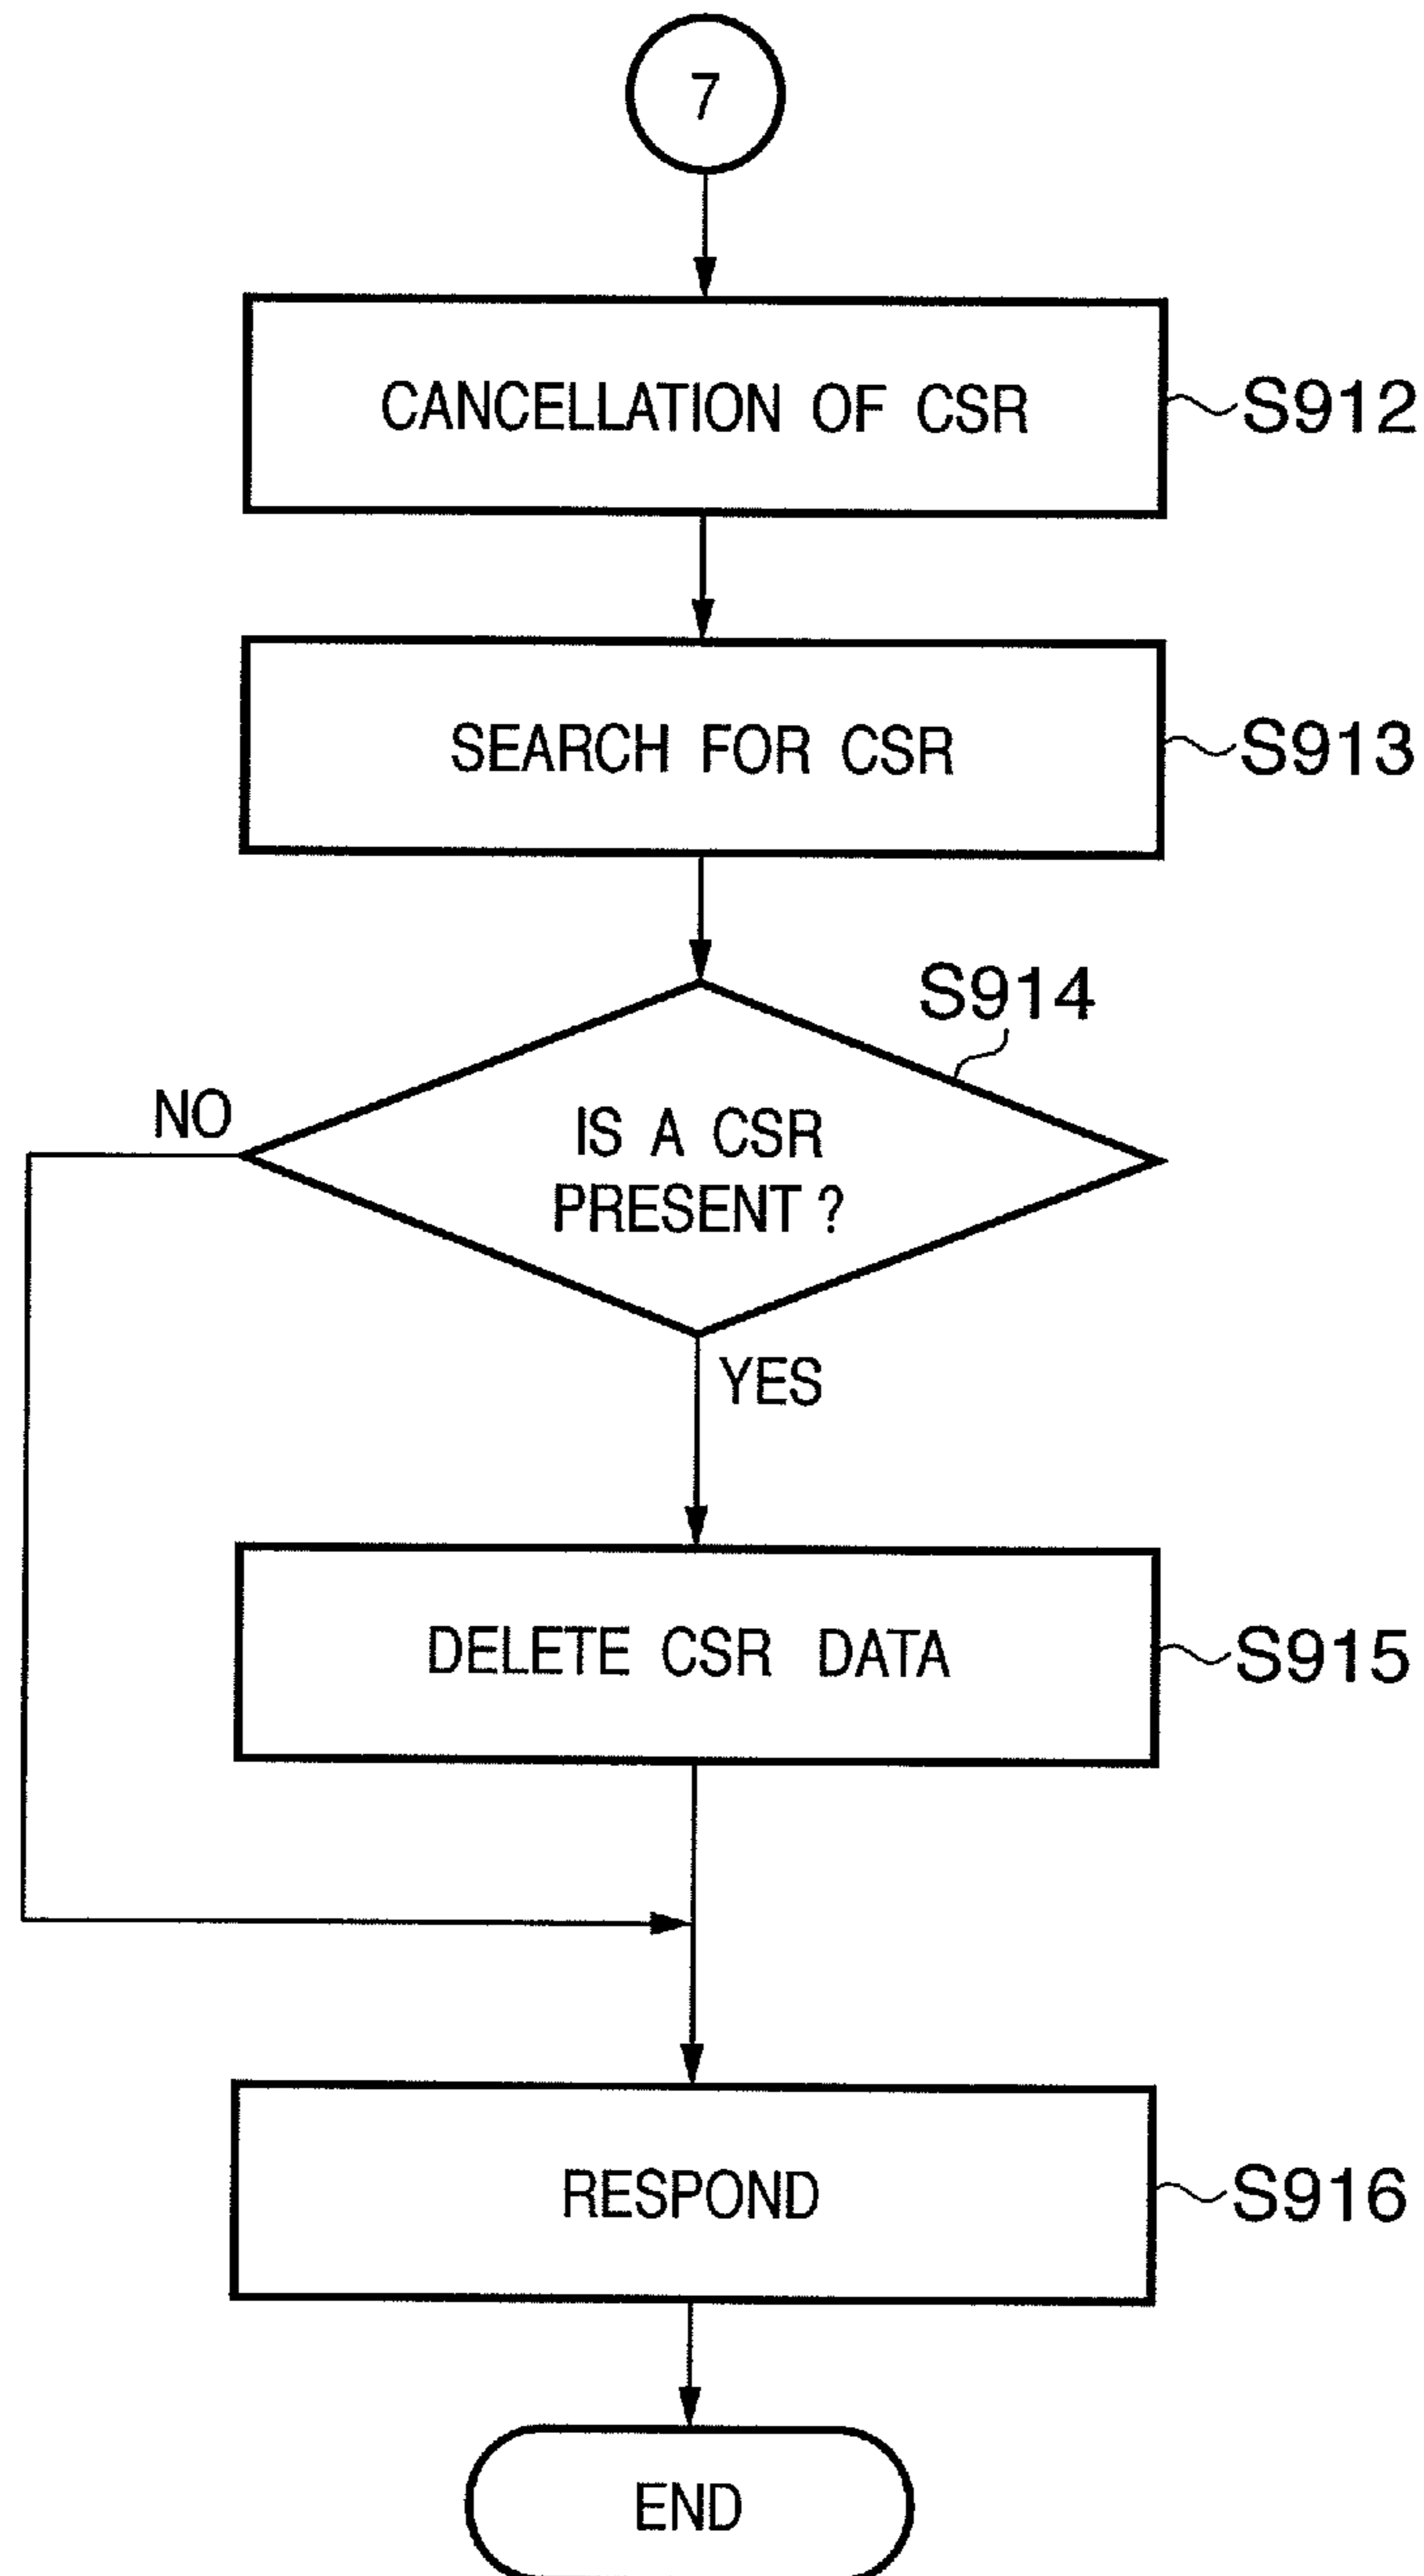 7
CANCELLATION OF CSR
S912
SEARCH FOR CSR
S913
S914
NO
IS A CSR
PRESENT ?
YES
DELETE CSR DATA
S915
RESPOND
S916
END